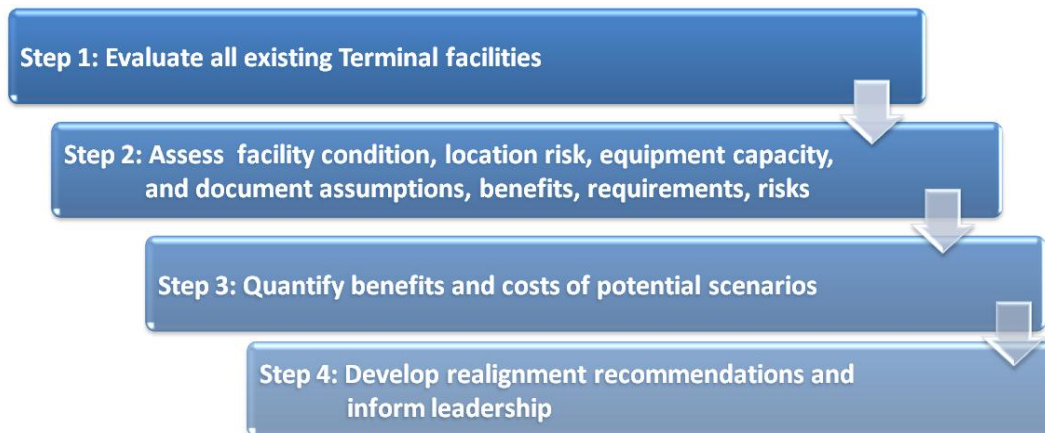 Step 1: Evaluate all existing Terminal facilities
Step 2: Assess facility condition, location risk, equipment capacity,
and document assumptions, benefits, requirements, risks
Step 3: Quantify benefits and costs of potential scenarios
Step 4: Develop realignment recommendations and
inform leadership